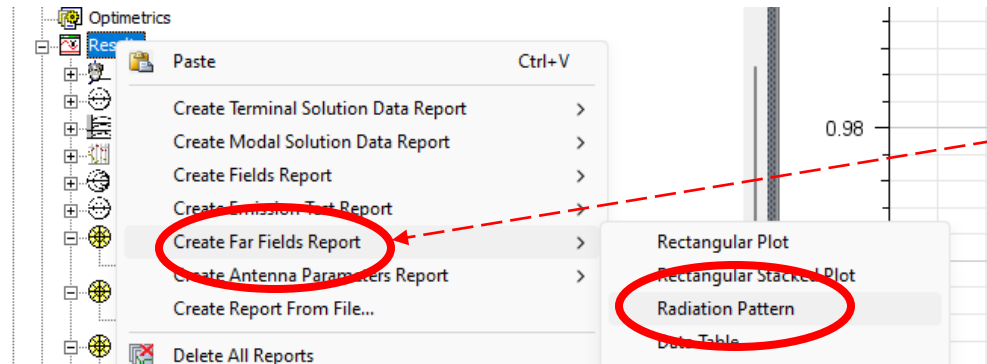 Optimetrics
Results
Paste Ctrl+V
Create Terminal Solution Data Report
Create Modal Solution Data Report
0.98
Create Fields Report
Create Emission Test Report
Create Far Fields Report
Rectangular Plot
Create Antenna Parameters Report
Rectangular Stacked Plot
Create Report From File...
Radiation Pattern
Data Table
Delete All Reports